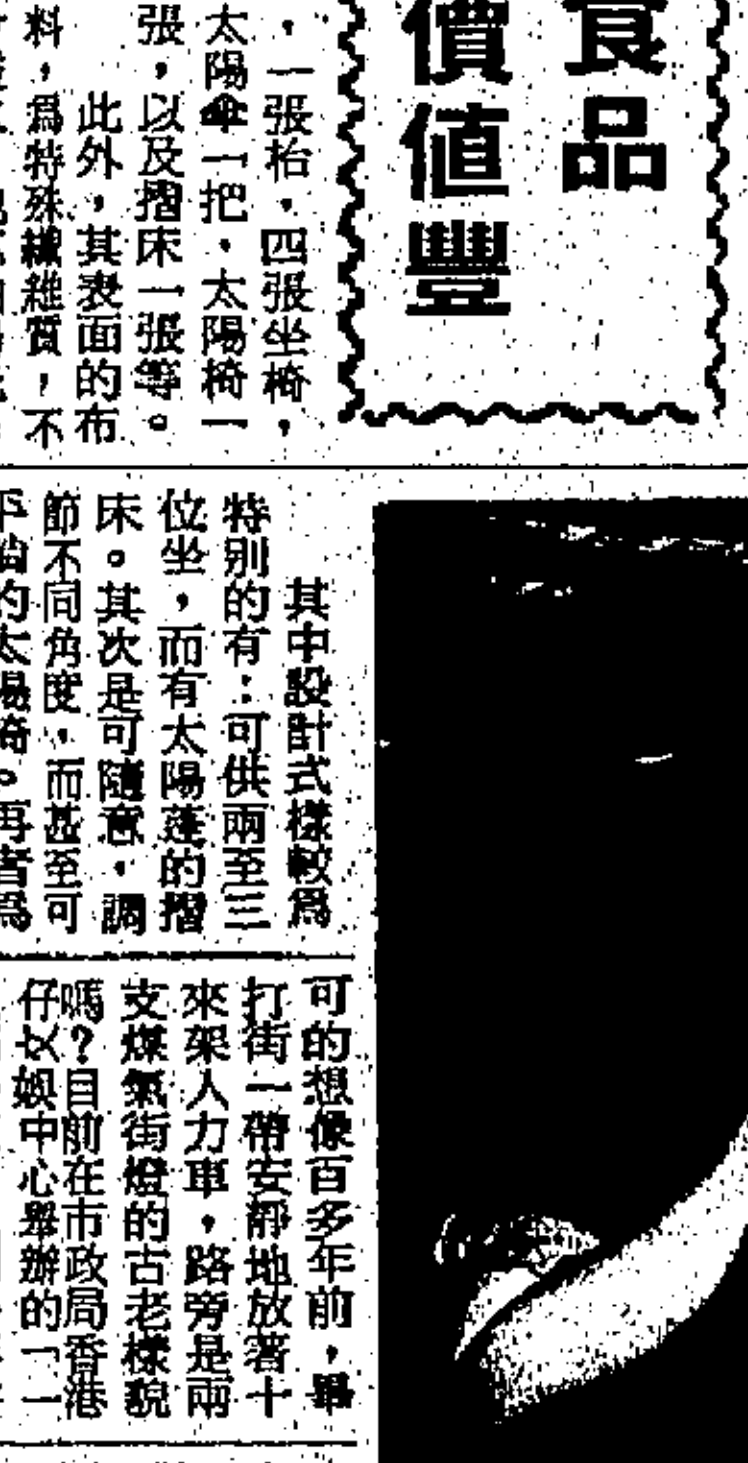 食品
價值豐
，一張枱，四張坐椅，
太陽傘一把，太陽椅一
張，以及摺床一張等。
此外，其表面的布
料，爲特殊纖維質，不
其中設計式樣較爲
特別的有：可供兩至三
位坐，而有太陽蓬的摺
床。其次是可隨意，調
節不同角度，而甚至可
的太陽椅。再者爲
可的想像百多年前，畢
打街一帶安靜地放著十
來架人力車，路旁是兩
支煤氣街燈的古老樣貌
嗎？目前在市政局香港
仔文娛中心舉辦的「一